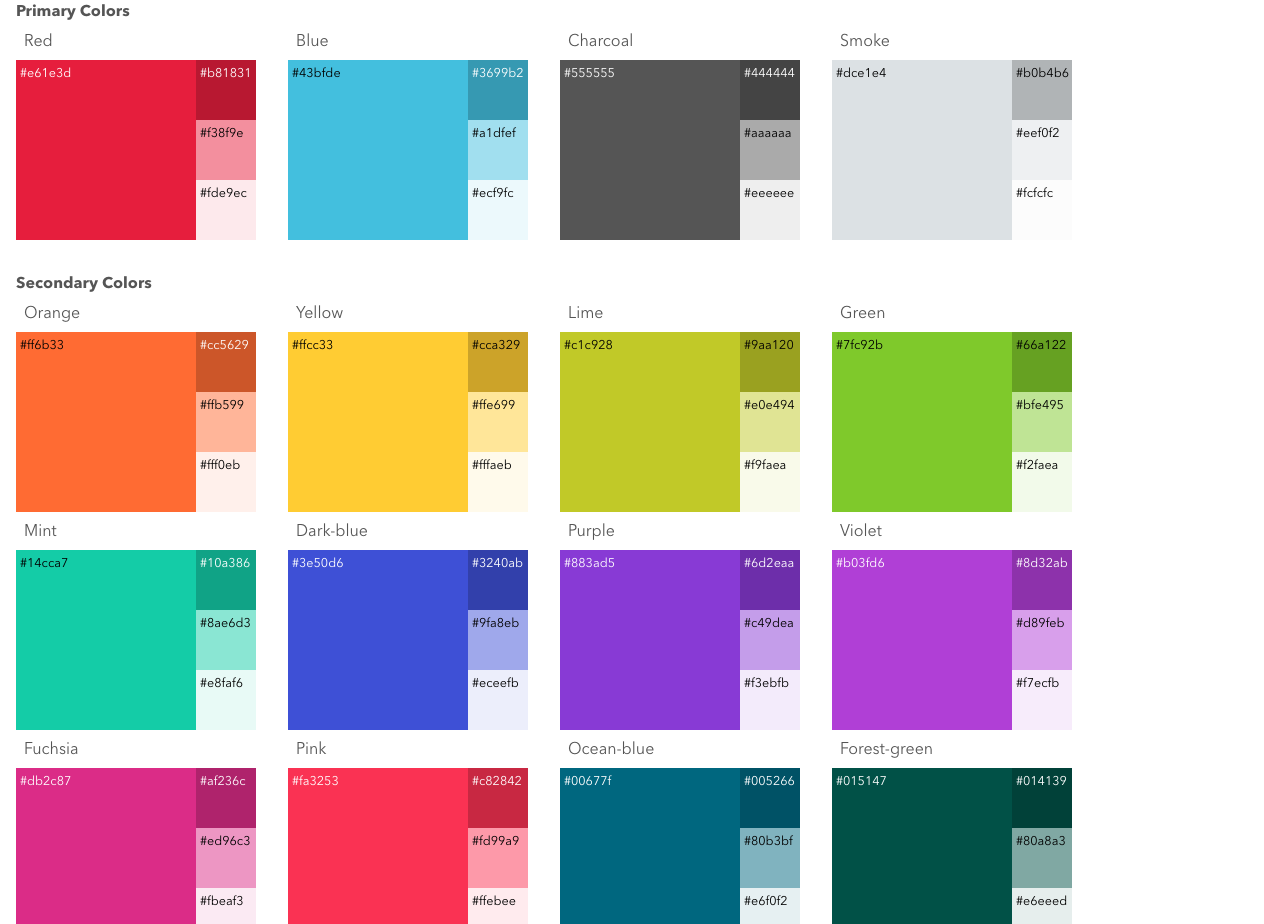 Primary Colors
Red
Blue
Charcoal
Smoke
#e61e3d
#b81831
#43bfde
#3699b2
#555555
#444444
#dce1e4
#b0b4b6
#f38f9e
#a1dfef
#aaaaaa
#eef0f2
#fde9ec
#ecf9fc
#eeeeee
#fcfcfc
Secondary Colors
Orange
Yellow
Lime
Green
#ff6b33
#cc5629
#ffcc33
#cca329
#c1c928
#9aa120
#7fc92b
#66a122
#ffb599
#ffe699
#e0e494
#bfe495
#fff0eb
#fffaeb
#f9faea
#f2faea
Mint
Dark-blue
Purple
Violet
#14cca7
#10a386
#3e50d6
#3240ab
#883ad5
#6d2eaa
#b03fd6
#8d32ab
#8ae6d3
#9fa8eb
#c49dea
#d89feb
#e8faf6
#eceefb
#f3ebfb
#f7ecfb
Fuchsia
Pink
Ocean-blue
Forest-green
#db2c87
#af236c
#fa3253
#c82842
#00677f
#005266
#015147
#014139
#ed96c3
#fd99a9
#80b3bf
#80a8a3
#fbeaf3
#ffebee
#e6f0f2
#e6eeed